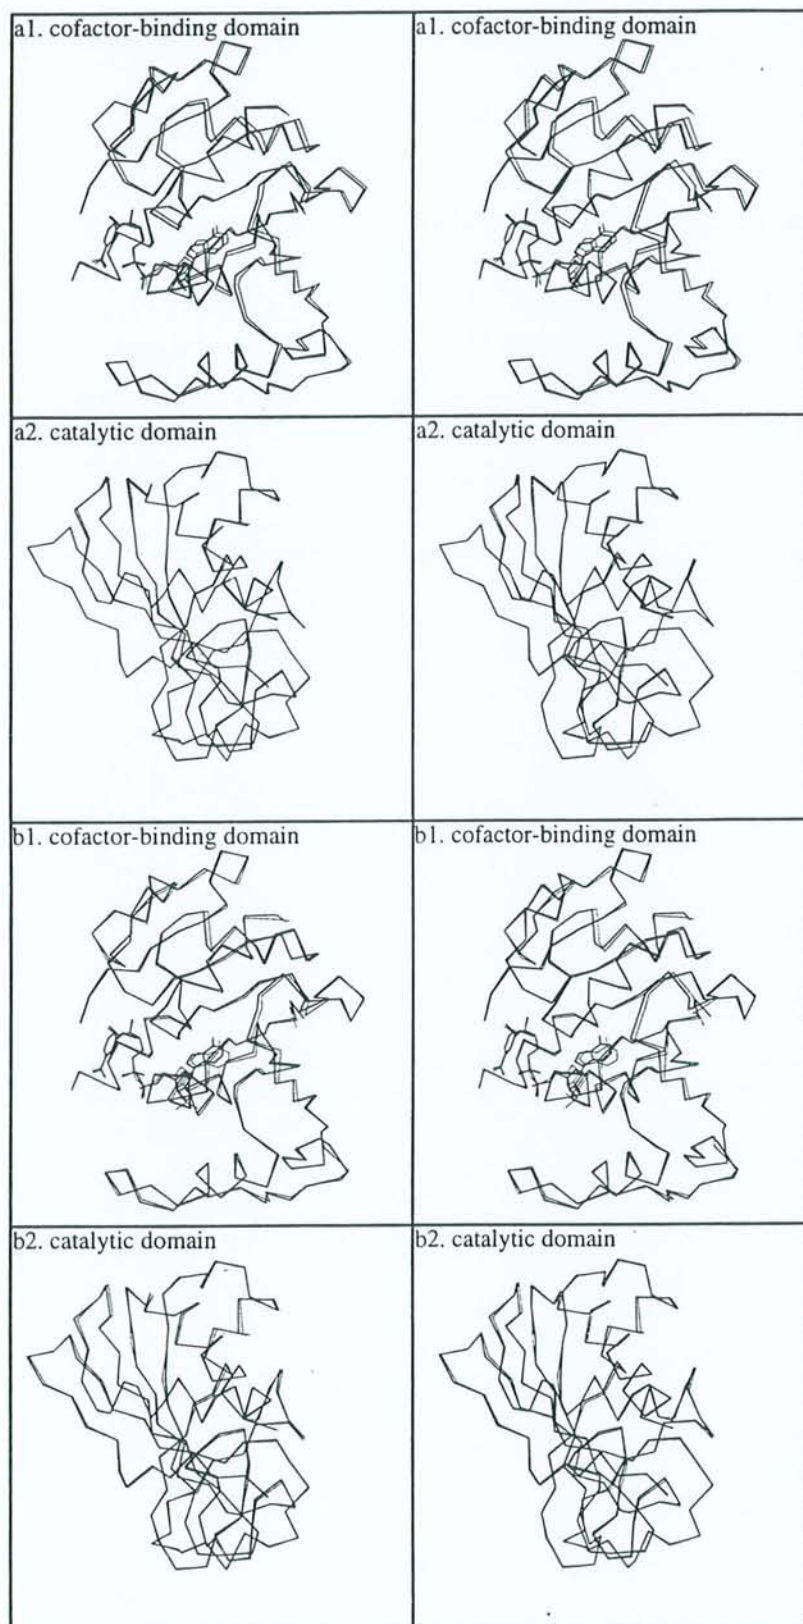 a1. cofactor-binding domain
a1. cofactor-binding domain
a2. catalytic domain
a2. catalytic domain
b1. cofactor-binding domain
b1. cofactor-binding domain
b2. catalytic domain
b2. catalytic domain